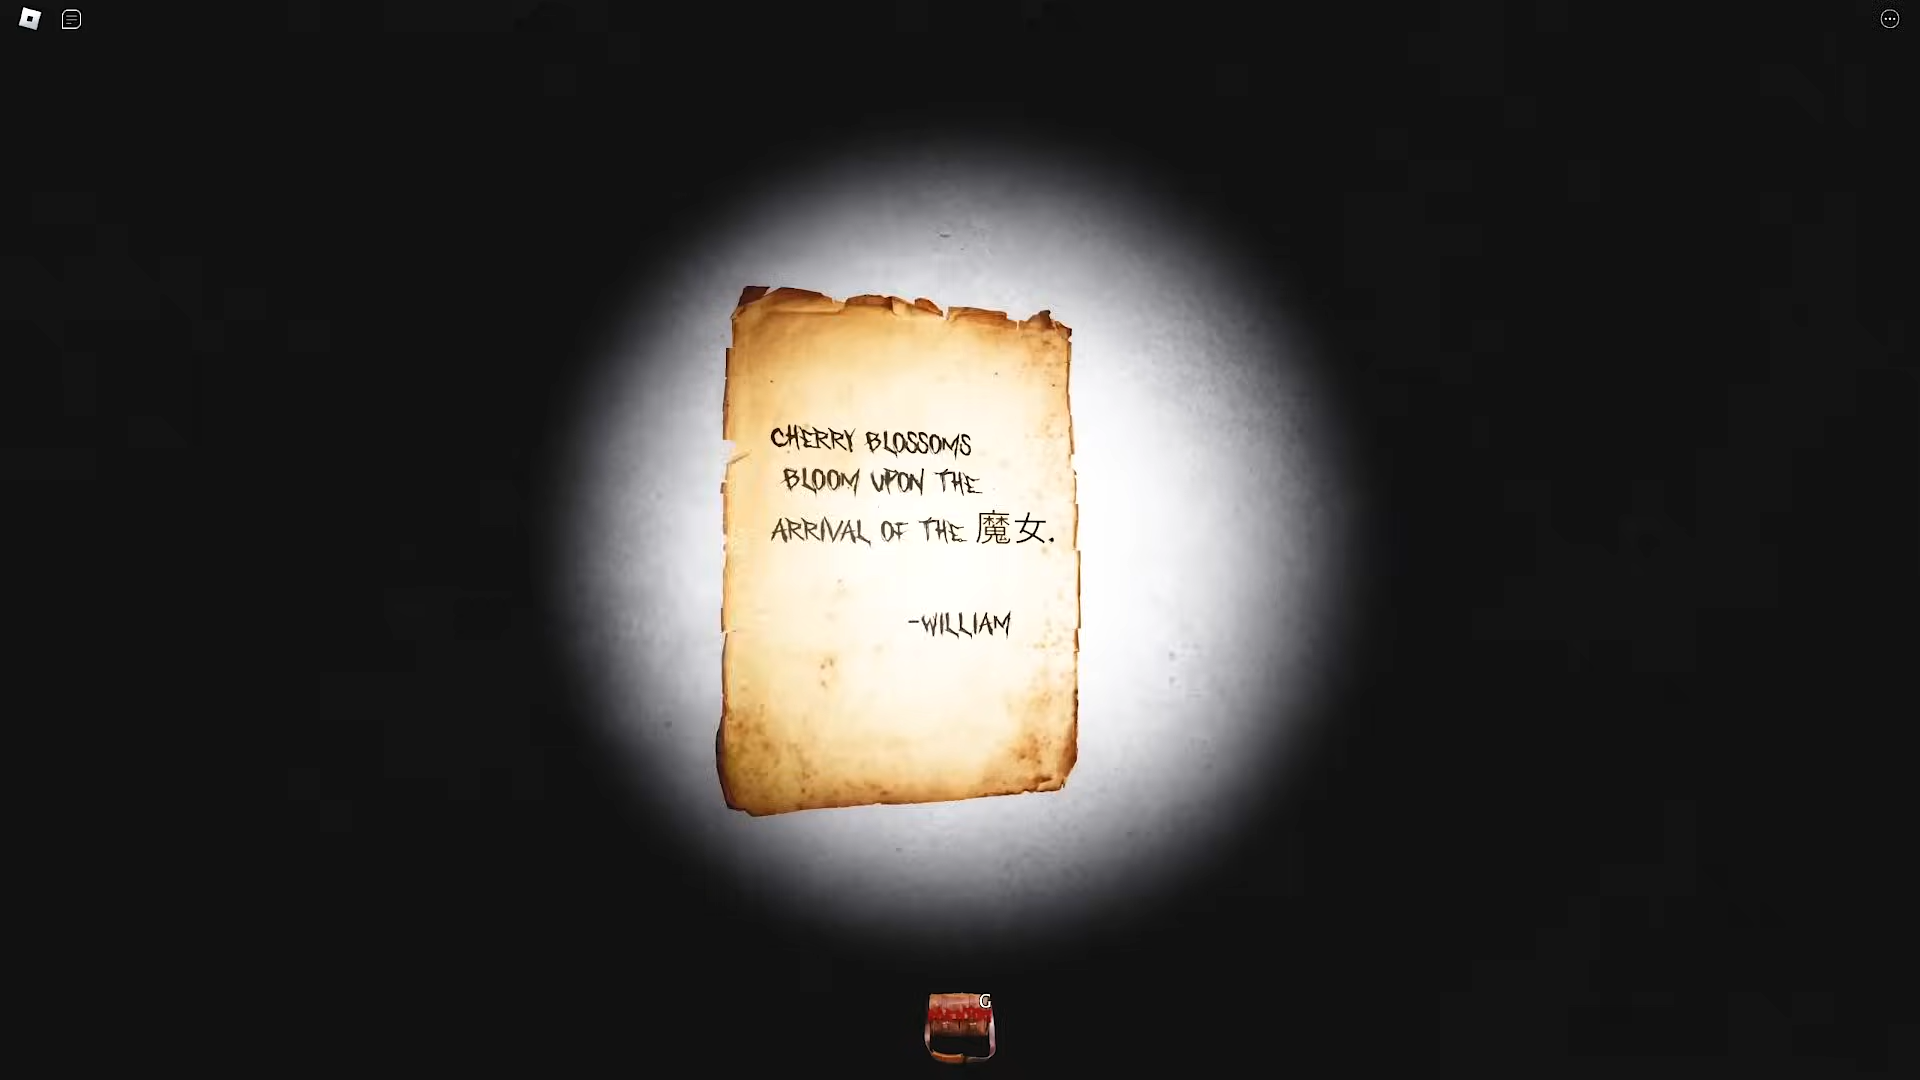 CHERRY BLOSSOMS
BLOOM UPON THE
ARRIVAL OF THE 魔女.
-WILLIAM
G